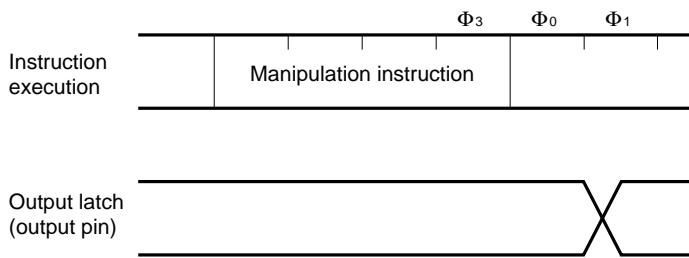 Φ3 Φ0 Φ1
Instruction
execution
Manipulation instruction
Output latch
(output pin)